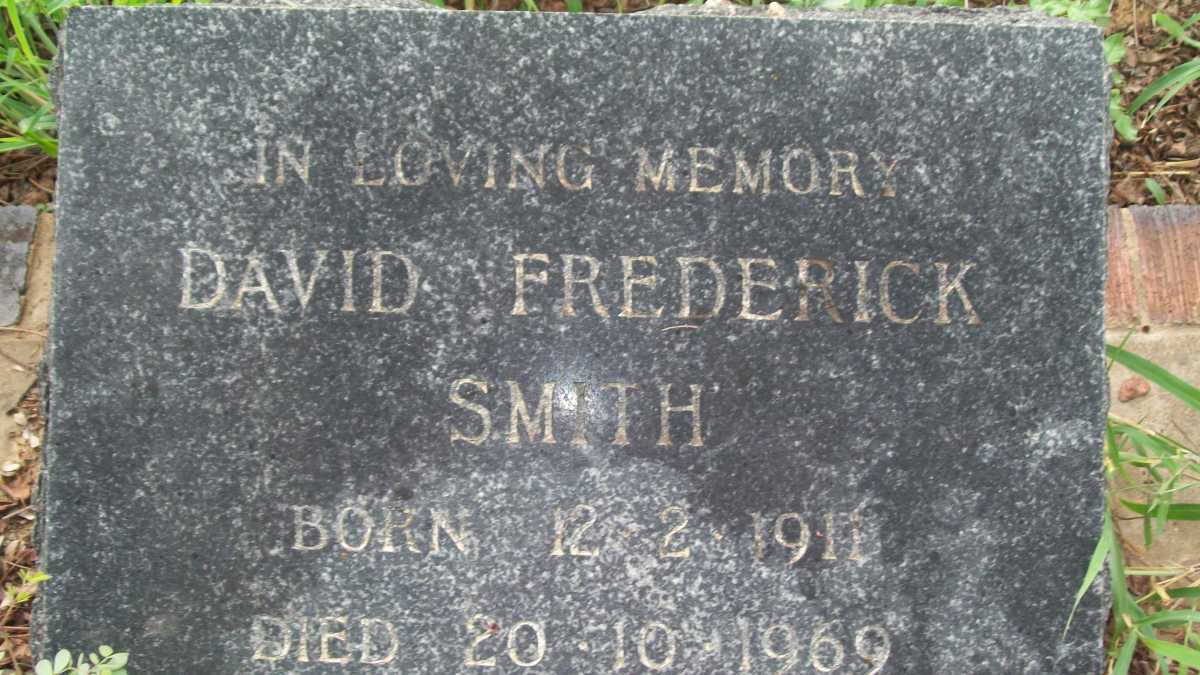 IN LOVING MEMORY
DAVID FREDERICK
SMITH
BORN 12·2·1911
DIED 20·10·1969